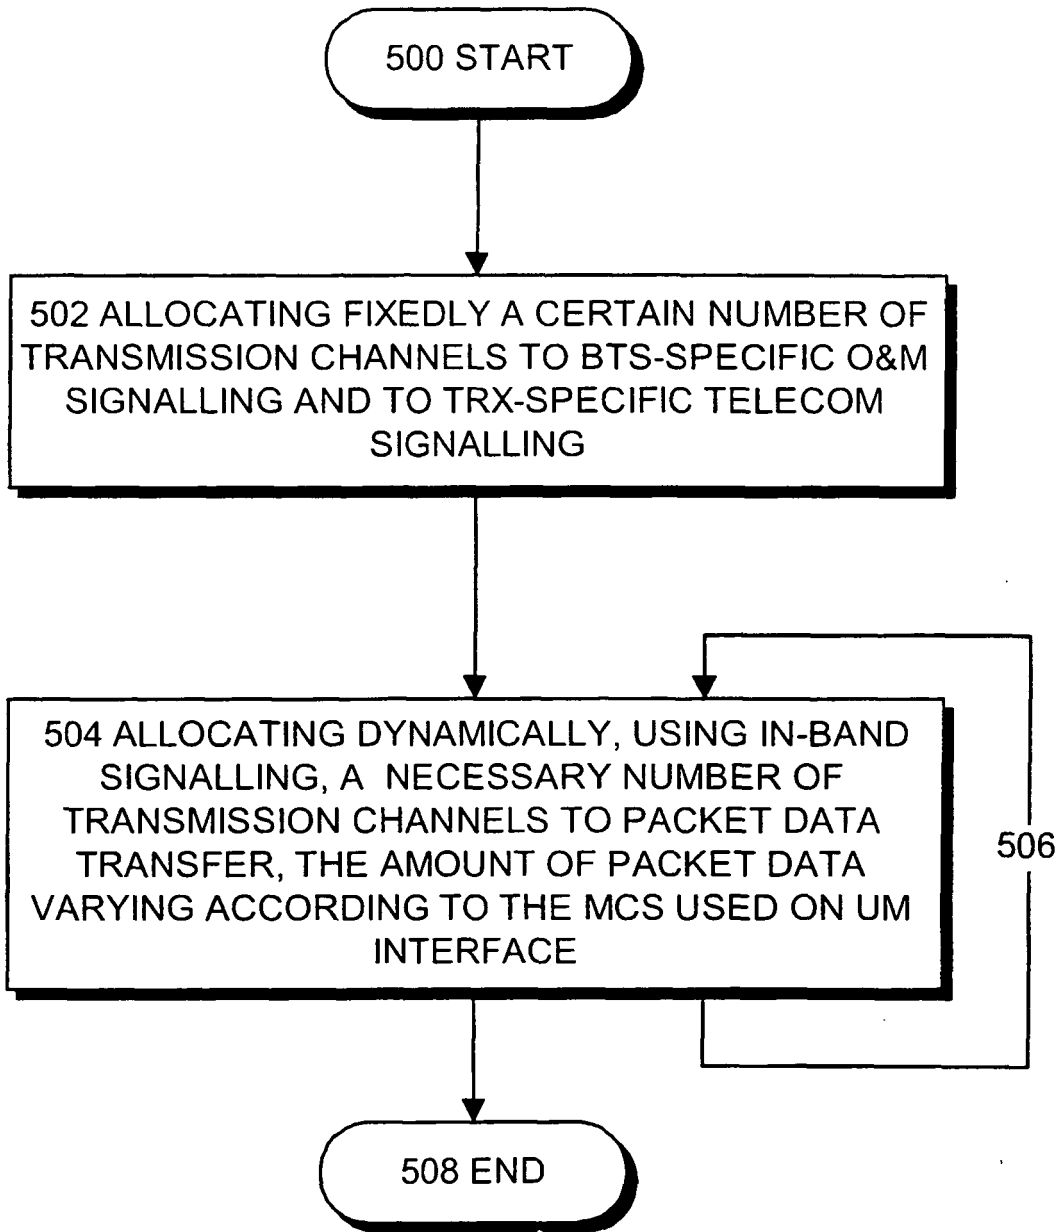 500 START
502 ALLOCATING FIXEDLY A CERTAIN NUMBER OF
TRANSMISSION CHANNELS TO BTS-SPECIFIC O&M
SIGNALLING AND TO TRX-SPECIFIC TELECOM
SIGNALLING
504 ALLOCATING DYNAMICALLY, USING IN-BAND
SIGNALLING, A NECESSARY NUMBER OF
TRANSMISSION CHANNELS TO PACKET DATA
TRANSFER, THE AMOUNT OF PACKET DATA
VARYING ACCORDING TO THE MCS USED ON UM
INTERFACE
506
508 END